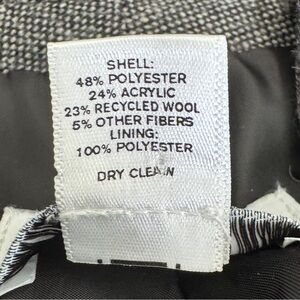 SHELL:
48% POLYESTER
24% ACRYLIC
23% RECYCLED WOOL
5% OTHER FIBERS
LINING:
100% POLYESTER
DRY CLEAN